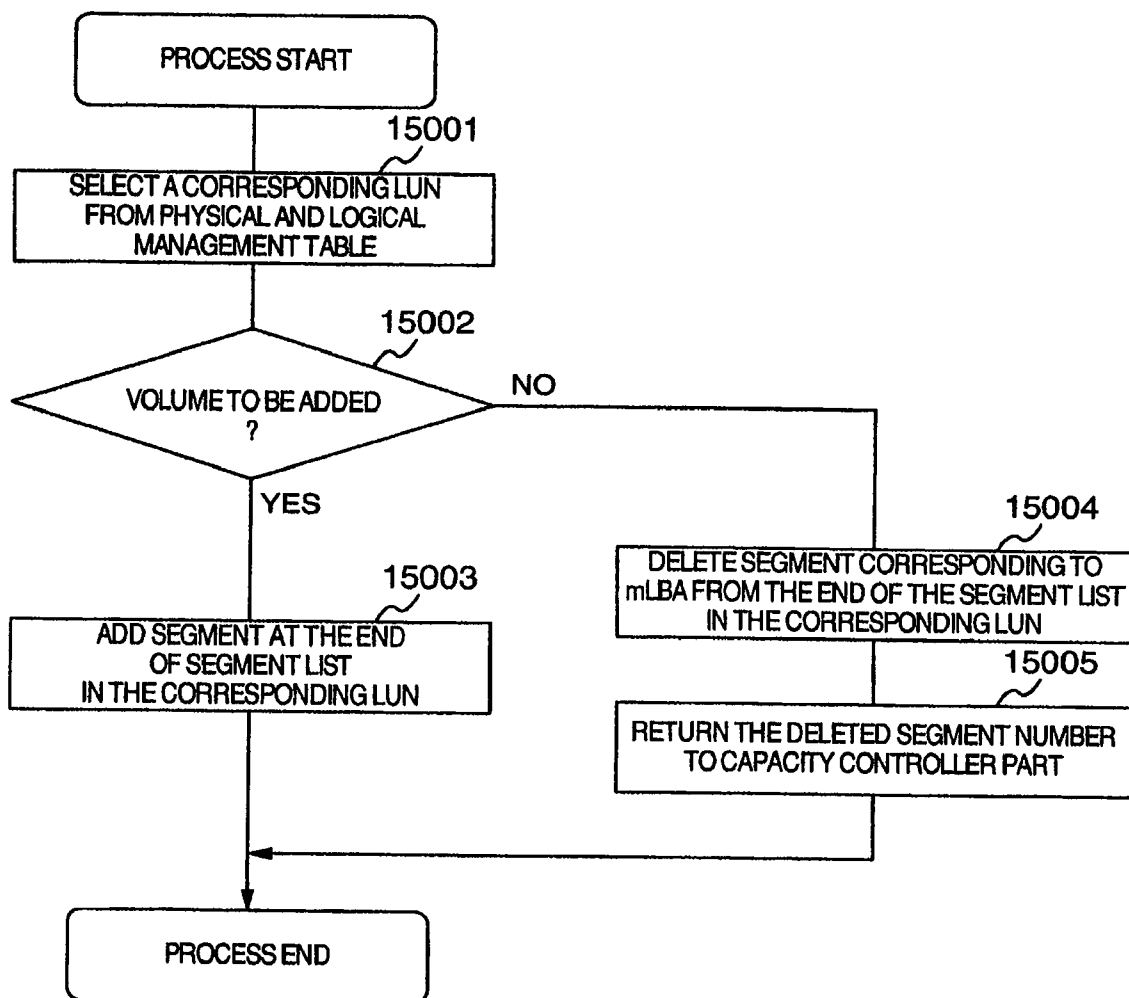 PROCESS START
15001
SELECT A CORRESPONDING LUN
FROM PHYSICAL AND LOGICAL
MANAGEMENT TABLE
15002
VOLUME TO BE ADDED
?
NO
YES
15003
ADD SEGMENT AT THE END
OF SEGMENT LIST
IN THE CORRESPONDING LUN
15004
DELETE SEGMENT CORRESPONDING TO
mLBA FROM THE END OF THE SEGMENT LIST
IN THE CORRESPONDING LUN
15005
RETURN THE DELETED SEGMENT NUMBER
TO CAPACITY CONTROLLER PART
PROCESS END